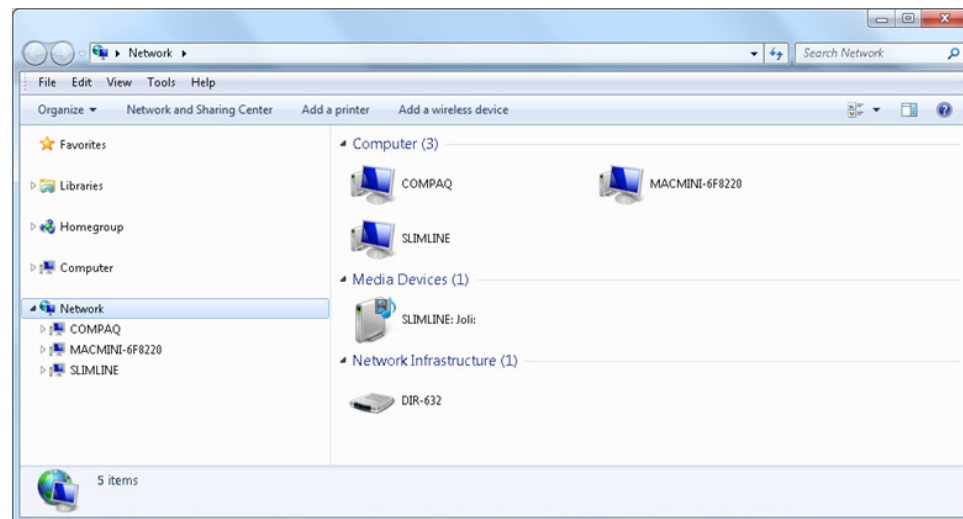 Network
Search Network
File Edit View Tools Help
Organize Network and Sharing Center Add a printer Add a wireless device
Favorites
Libraries
Homegroup
Computer
Network
COMPAQ
MACMINI-6F8220
SLIMLINE
Computer (3)
COMPAQ MACMINI-6F8220
SLIMLINE
Media Devices (1)
SLIMLINE: Joli:
Network Infrastructure (1)
DIR-632
5 items